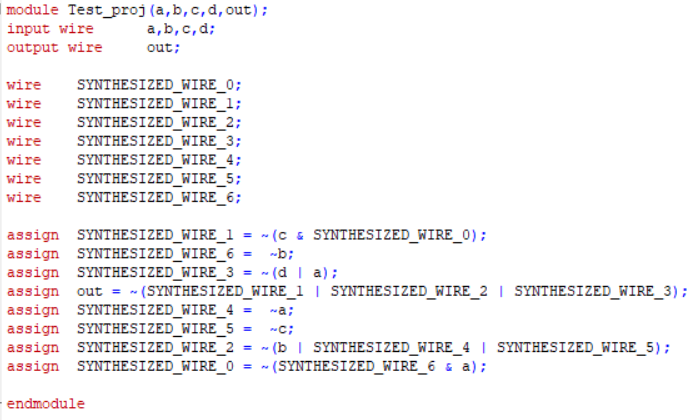 module Test_proj(a,b,c,d,out);
input wire a,b,c,d;
output wire out;
wire SYNTHESIZED_WIRE_0;
wire SYNTHESIZED_WIRE_1;
wire SYNTHESIZED_WIRE_2;
wire SYNTHESIZED_WIRE_3;
wire SYNTHESIZED_WIRE_4;
wire SYNTHESIZED_WIRE_5;
wire SYNTHESIZED_WIRE_6;
assign SYNTHESIZED_WIRE_1 = ~(c & SYNTHESIZED_WIRE_0);
assign SYNTHESIZED_WIRE_6 = ~b;
assign SYNTHESIZED_WIRE_3 = ~(d | a);
assign out = ~(SYNTHESIZED_WIRE_1 | SYNTHESIZED_WIRE_2 | SYNTHESIZED_WIRE_3);
assign SYNTHESIZED_WIRE_4 = ~a;
assign SYNTHESIZED_WIRE_5 = ~c;
assign SYNTHESIZED_WIRE_2 = ~(b | SYNTHESIZED_WIRE_4 | SYNTHESIZED_WIRE_5);
assign SYNTHESIZED_WIRE_0 = ~(SYNTHESIZED_WIRE_6 & a);
endmodule